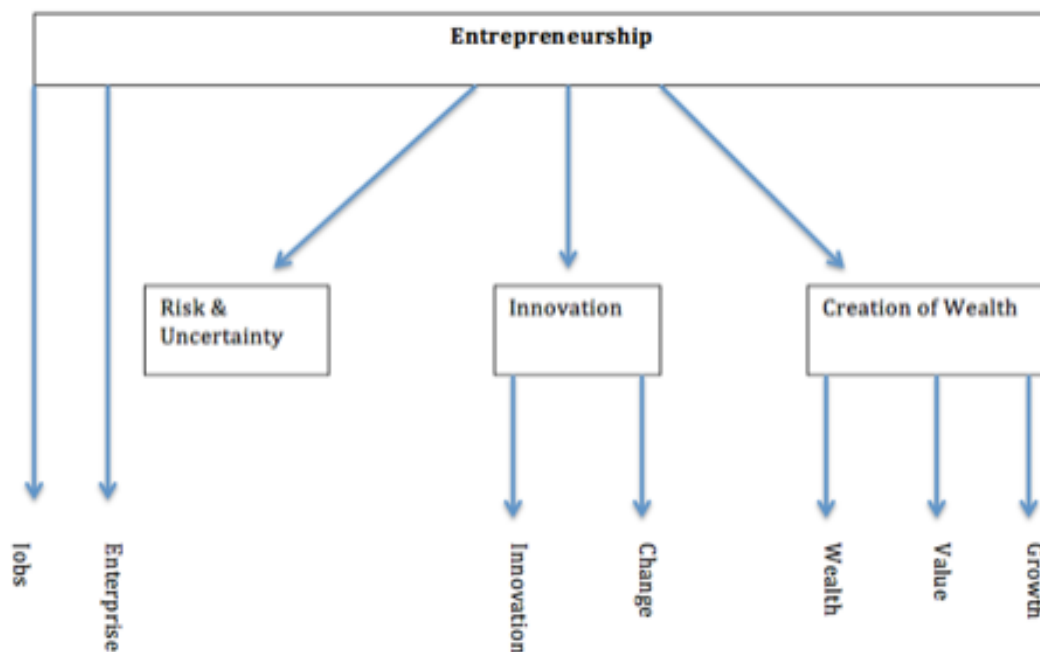 Entrepreneurship
Risk &
Uncertainty
Innovation
Creation of Wealth
Jobs
Enterprise
Innovation
Change
Wealth
Value
Growth